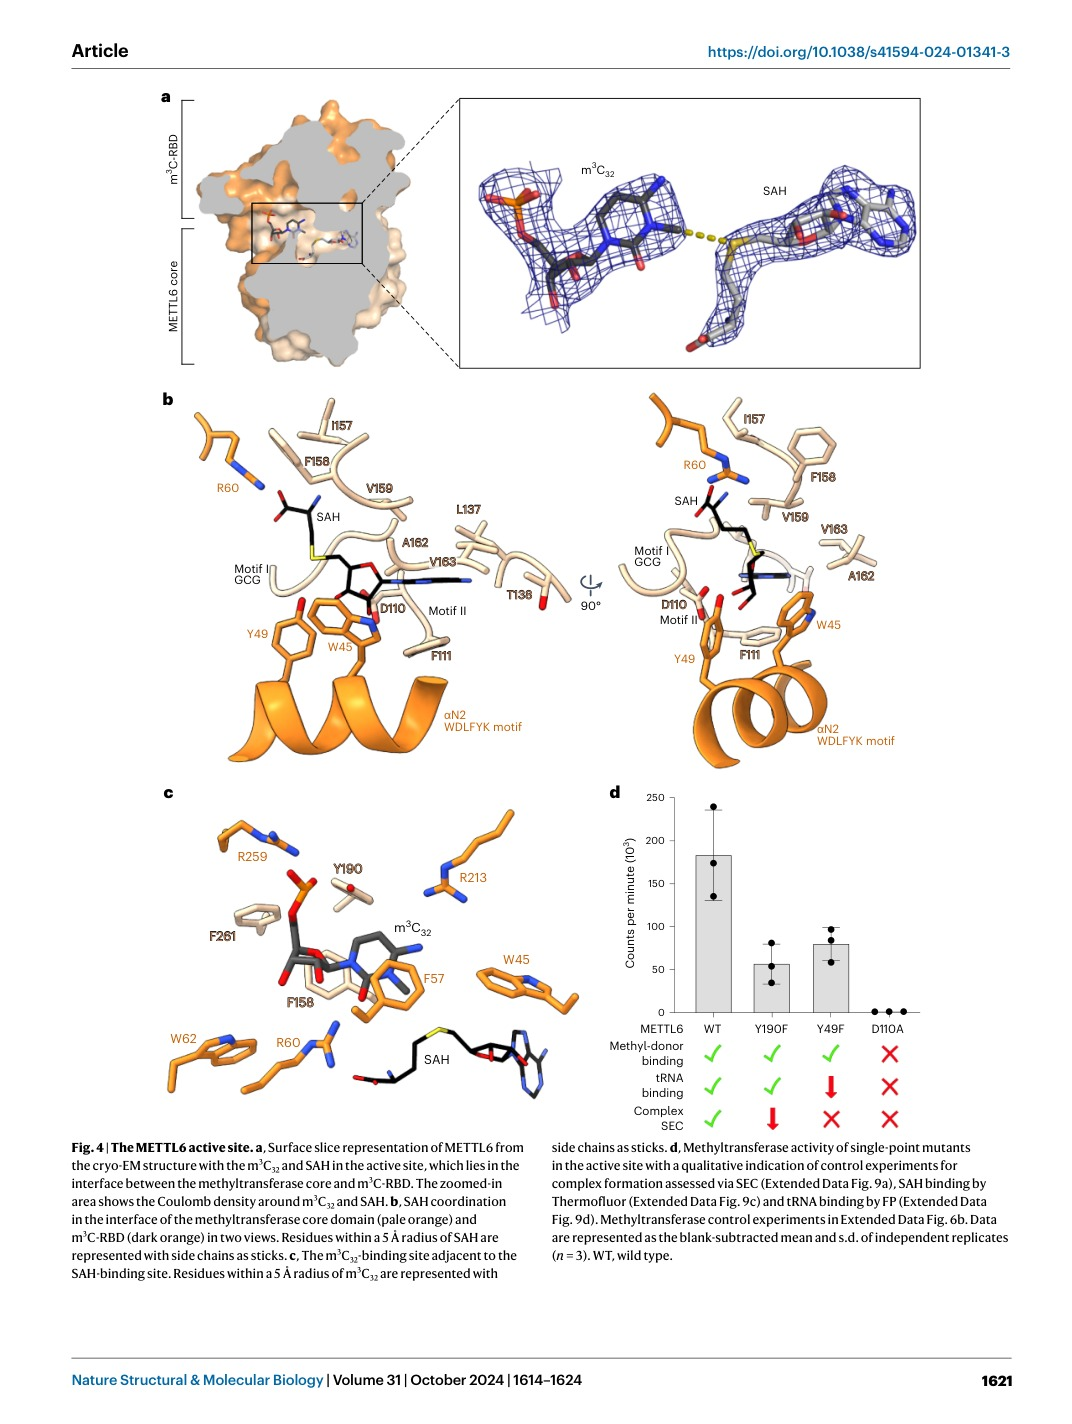 Article
https://doi.org/10.1038/s41594-024-01341-3
a
m³C-RBD
METTL6 core
m³C₃₂
SAH
b
I157
F158
R60
V159
SAH
L137
A162
V163
Motif I
GCG
T138
D110
Motif II
Y49
W45
F111
αN2
WDLFYK motif
90°
I157
R60
F158
SAH
V159
V163
Motif I
GCG
A162
D110
Motif II
W45
F111
Y49
αN2
WDLFYK motif
c
R259
Y190
R213
F261
m³C₃₂
W45
F57
F158
W62
R60
SAH
d
Counts per minute (10³)
250
200
150
100
50
0
METTL6 WT Y190F Y49F D110A
Methyl-donor
binding
tRNA
binding
Complex
SEC
Fig. 4 | The METTL6 active site. a, Surface slice representation of METTL6 from
the cryo-EM structure with the m³C₃₂ and SAH in the active site, which lies in the
interface between the methyltransferase core and m³C-RBD. The zoomed-in
area shows the Coulomb density around m³C₃₂ and SAH. b, SAH coordination
in the interface of the methyltransferase core domain (pale orange) and
m³C-RBD (dark orange) in two views. Residues within a 5 Å radius of SAH are
represented with side chains as sticks. c, The m³C₃₂-binding site adjacent to the
SAH-binding site. Residues within a 5 Å radius of m³C₃₂ are represented with
side chains as sticks. d, Methyltransferase activity of single-point mutants
in the active site with a qualitative indication of control experiments for
complex formation assessed via SEC (Extended Data Fig. 9a), SAH binding by
Thermofluor (Extended Data Fig. 9c) and tRNA binding by FP (Extended Data
Fig. 9d). Methyltransferase control experiments in Extended Data Fig. 6b. Data
are represented as the blank-subtracted mean and s.d. of independent replicates
(n = 3). WT, wild type.
Nature Structural & Molecular Biology | Volume 31 | October 2024 | 1614–1624
1621